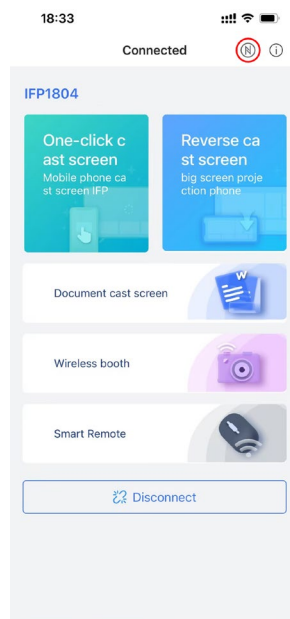 18:33
Connected
IFP1804
One-click c
ast screen
Mobile phone ca
st screen IFP
Reverse ca
st screen
big screen proje
ction phone
Document cast screen
W
Wireless booth
Smart Remote
Disconnect